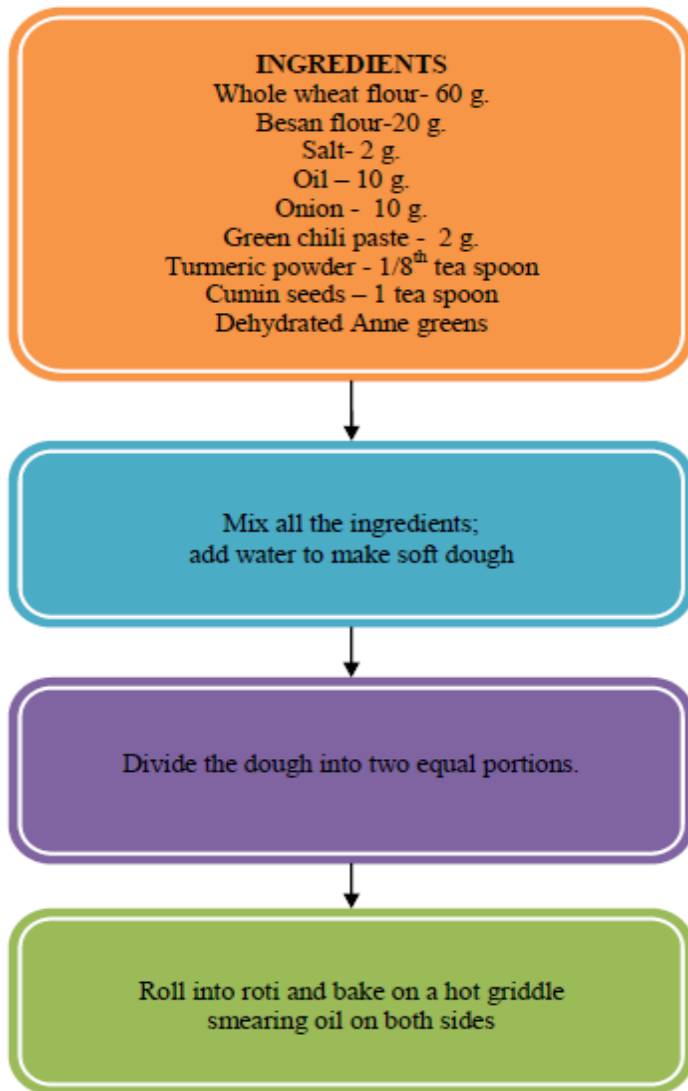 INGREDIENTS
Whole wheat flour- 60 g.
Besan flour-20 g.
Salt- 2 g.
Oil – 10 g.
Onion -  10 g.
Green chili paste -  2 g.
Turmeric powder - 1/8th tea spoon
Cumin seeds – 1 tea spoon
Dehydrated Anne greens
Mix all the ingredients;
add water to make soft dough
Divide the dough into two equal portions.
Roll into roti and bake on a hot griddle
smearing oil on both sides